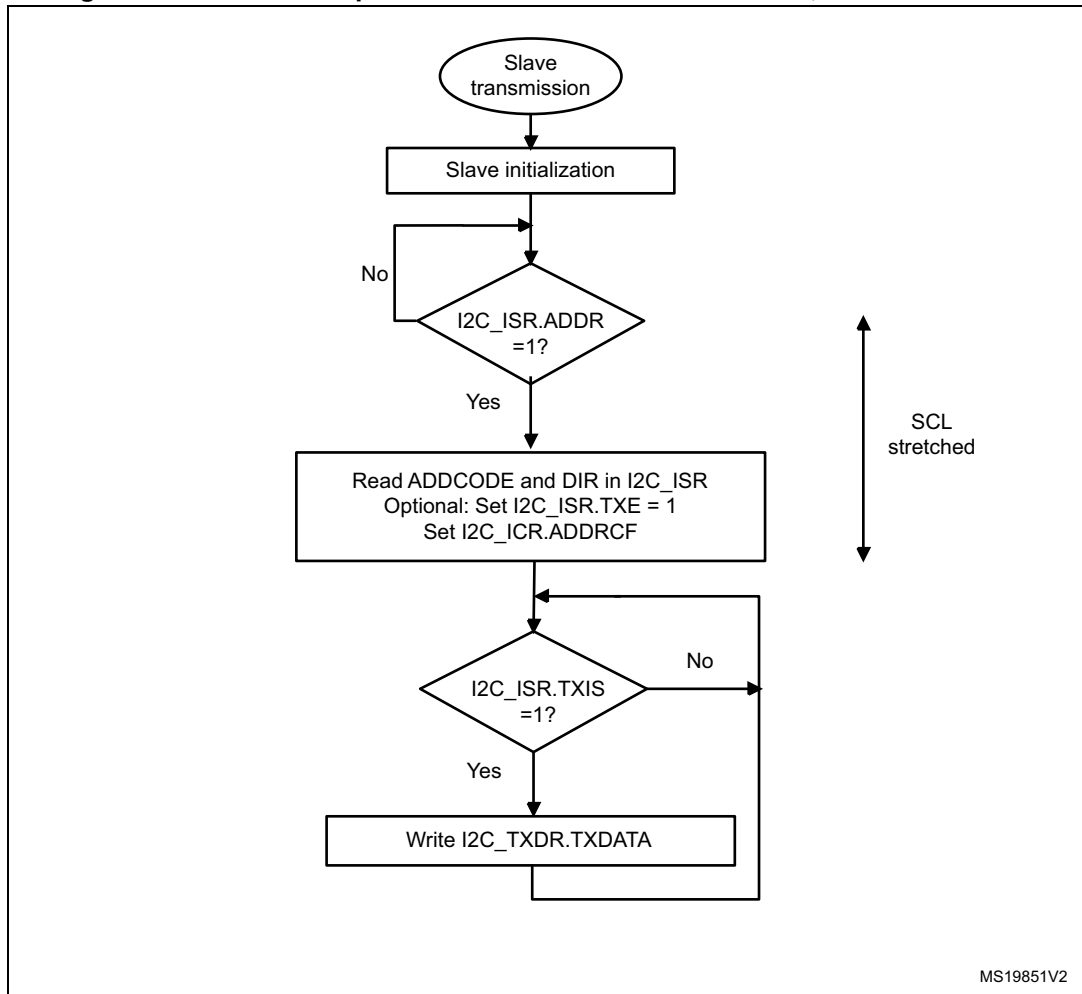 Slave
transmission
Slave initialization
No
I2C_ISR.ADDR
=1?
Yes
SCL
stretched
Read ADDCODE and DIR in I2C_ISR
Optional: Set I2C_ISR.TXE = 1
Set I2C_ICR.ADDRCF
No
I2C_ISR.TXIS
=1?
Yes
Write I2C_TXDR.TXDATA
MS19851V2